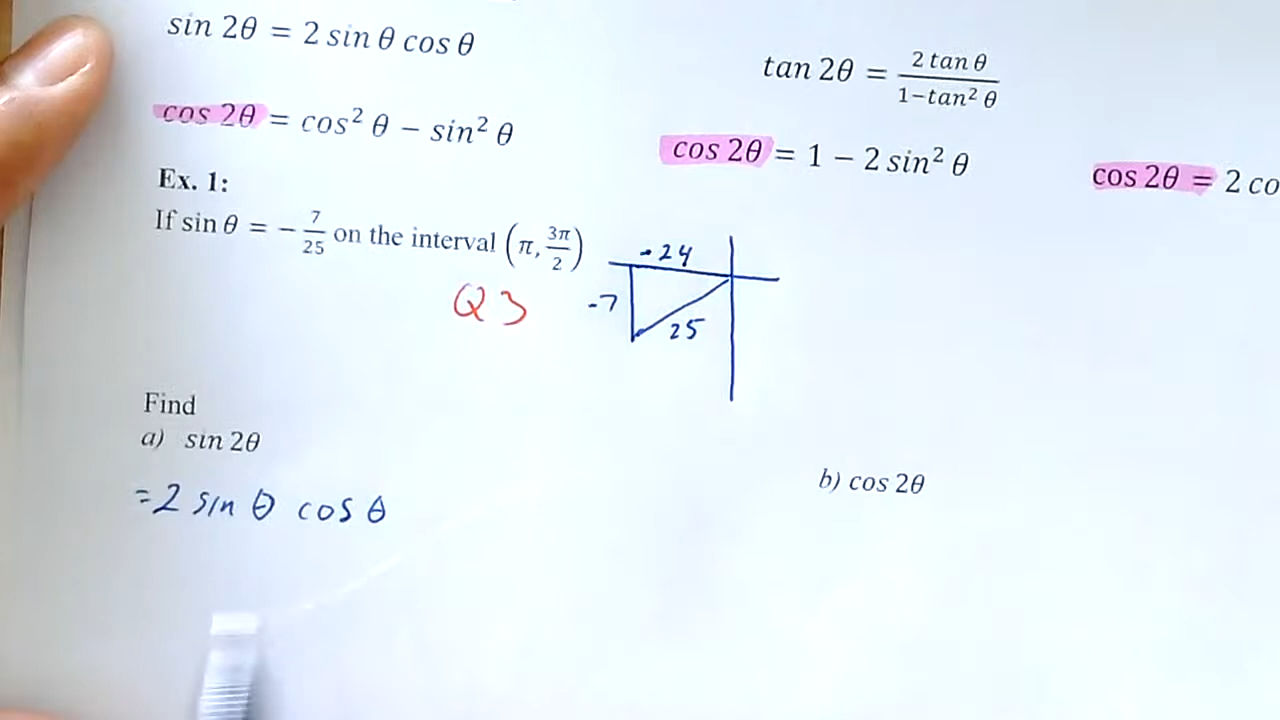 sin 2θ = 2 sin θ cos θ
tan 2θ = 2 tan θ / 1−tan² θ
cos 2θ = cos² θ − sin² θ
cos 2θ = 1 − 2 sin² θ
cos 2θ = 2 co
Ex. 1:
If sin θ = − 7/25 on the interval (π, 3π/2)
-24
-7
25
Q3
Find
a) sin 2θ
b) cos 2θ
=2 sin θ cos θ